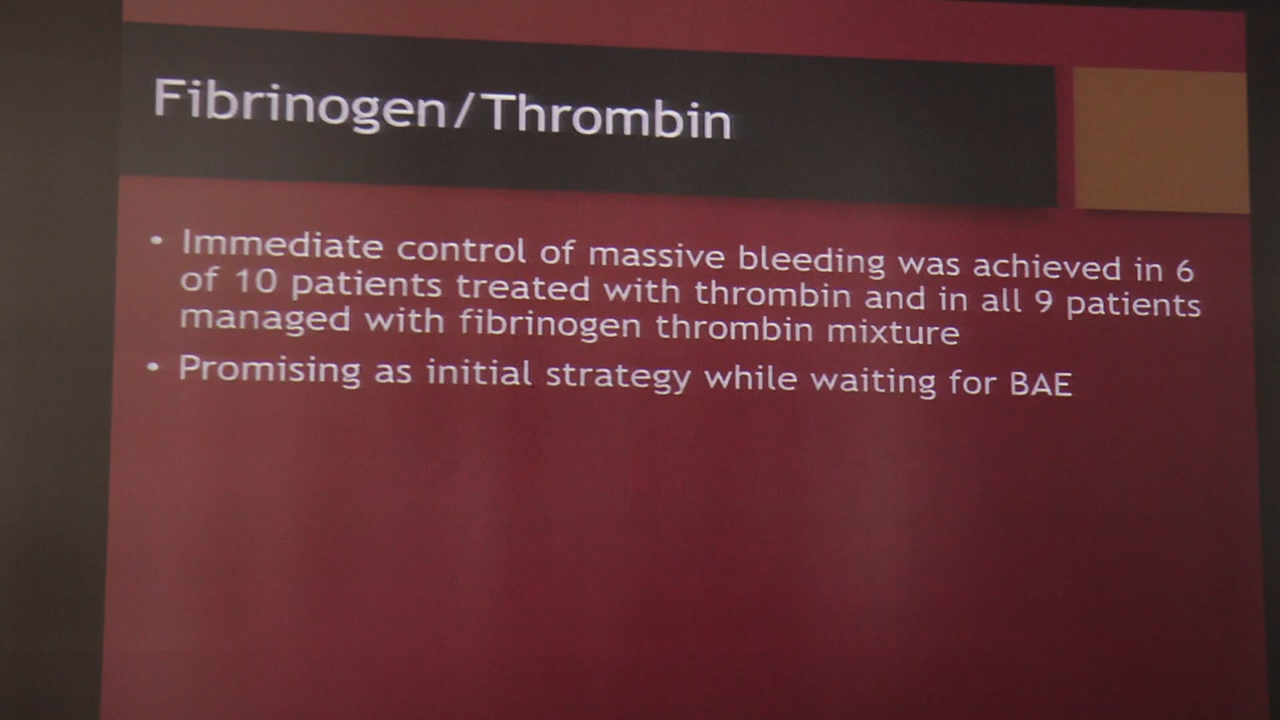 Fibrinogen/Thrombin
• Immediate control of massive bleeding was achieved in 6
of 10 patients treated with thrombin and in all 9 patients
managed with fibrinogen thrombin mixture
• Promising as initial strategy while waiting for BAE